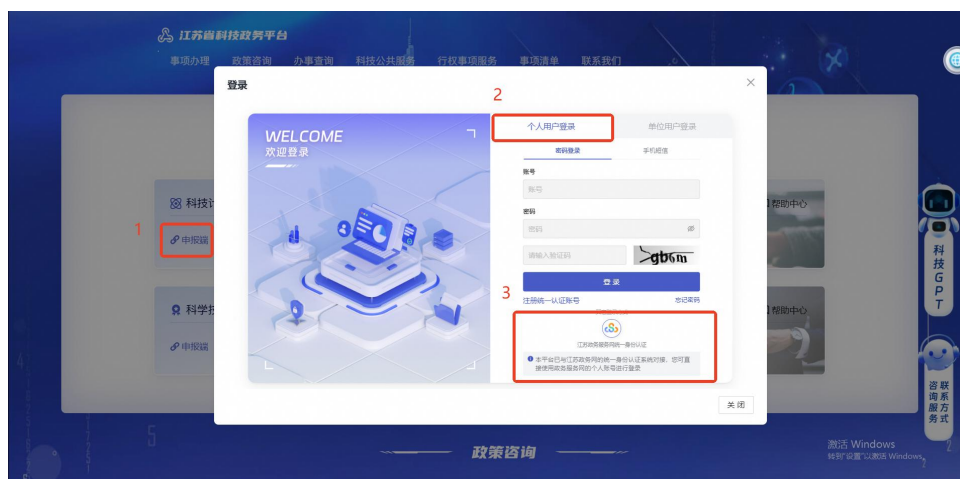 江苏省科技政务平台
事项办理 政策咨询 办事查询 科技公共服务 行权事项服务 事项清单 联系我们
登录
2
个人用户登录 单位用户登录
WELCOME
欢迎登录
密码登录 手机短信
账号
账号
密码
密码
请输入验证码 gbfm
登 录
3
注册统一认证账号 忘记密码
江苏政务服务网统一身份认证
本平台已与江苏政务网的统一身份认证系统对接，您可直
接使用政务服务网的个人账号进行登录
关 闭
科技计
1
申报端
科学技
申报端
帮助中心
帮助中心
科技GPT
咨询服务
联系方式
政策咨询
激活 Windows
转到"设置"以激活 Windows。
4
5
2